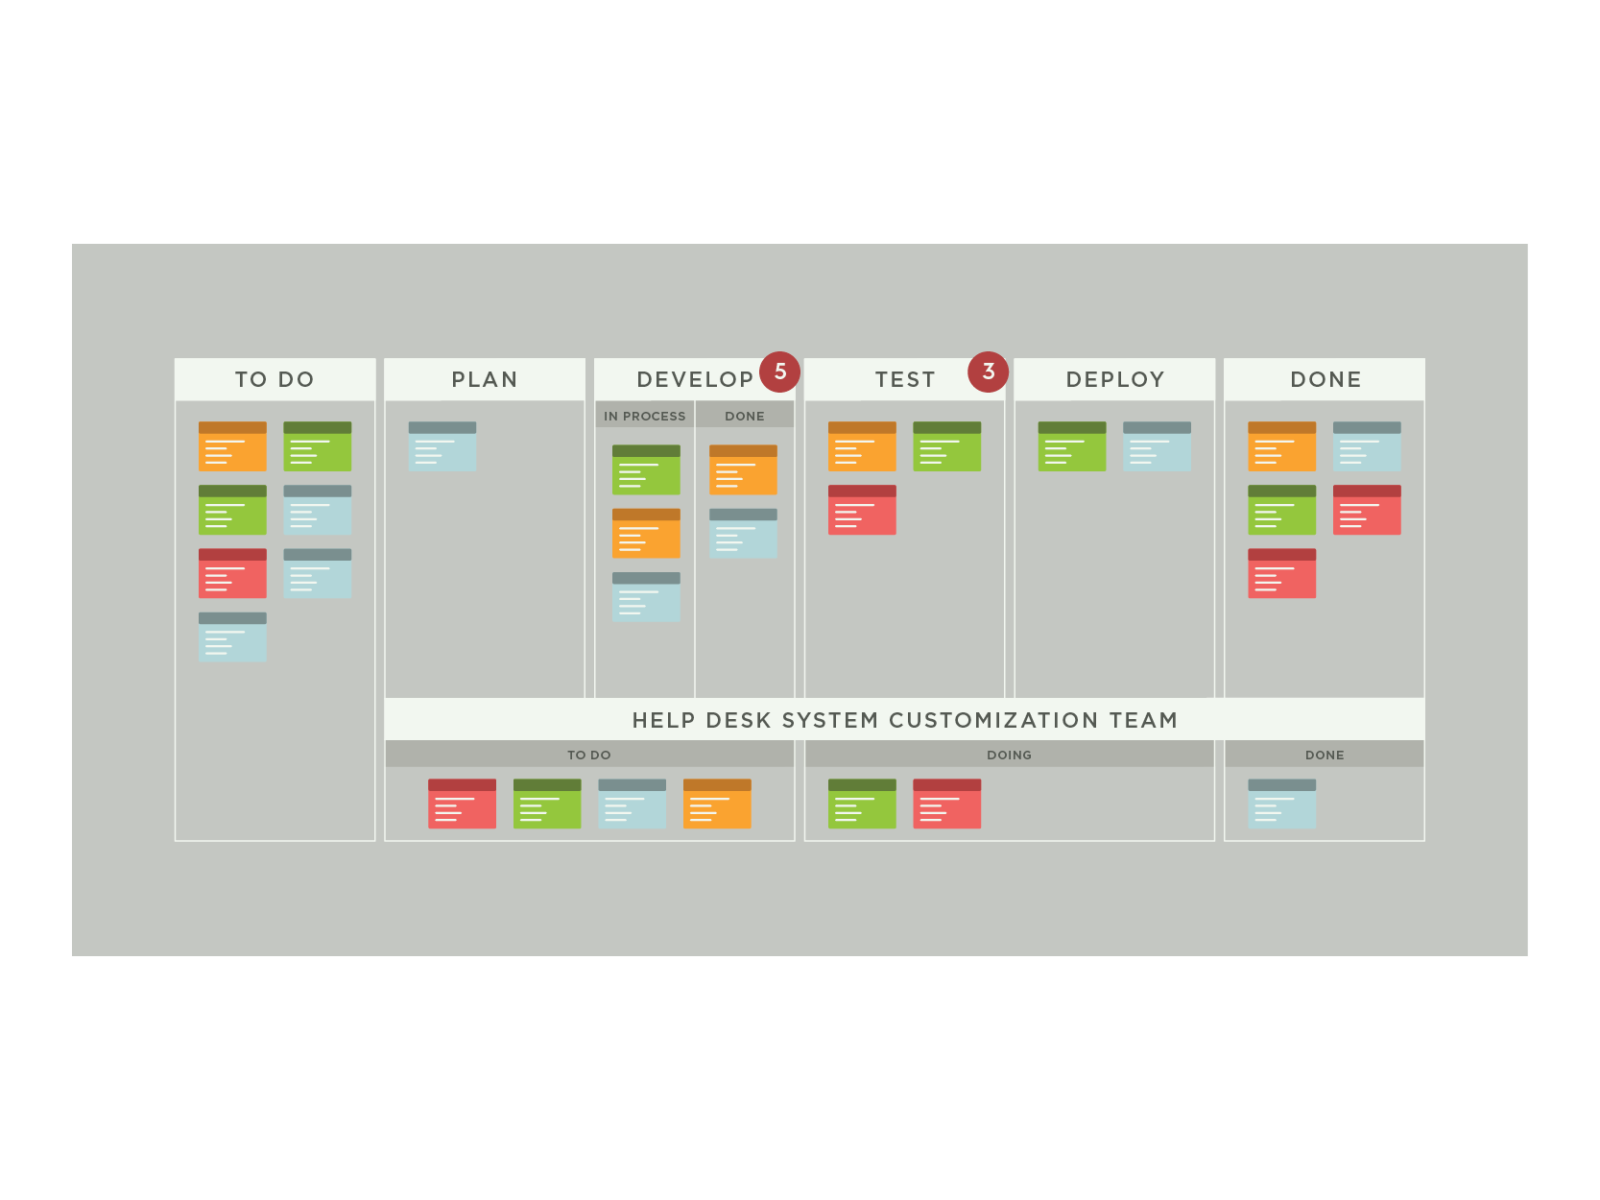 TO DO
PLAN
DEVELOP 5
TEST 3
DEPLOY
DONE
IN PROCESS
DONE
HELP DESK SYSTEM CUSTOMIZATION TEAM
TO DO
DOING
DONE